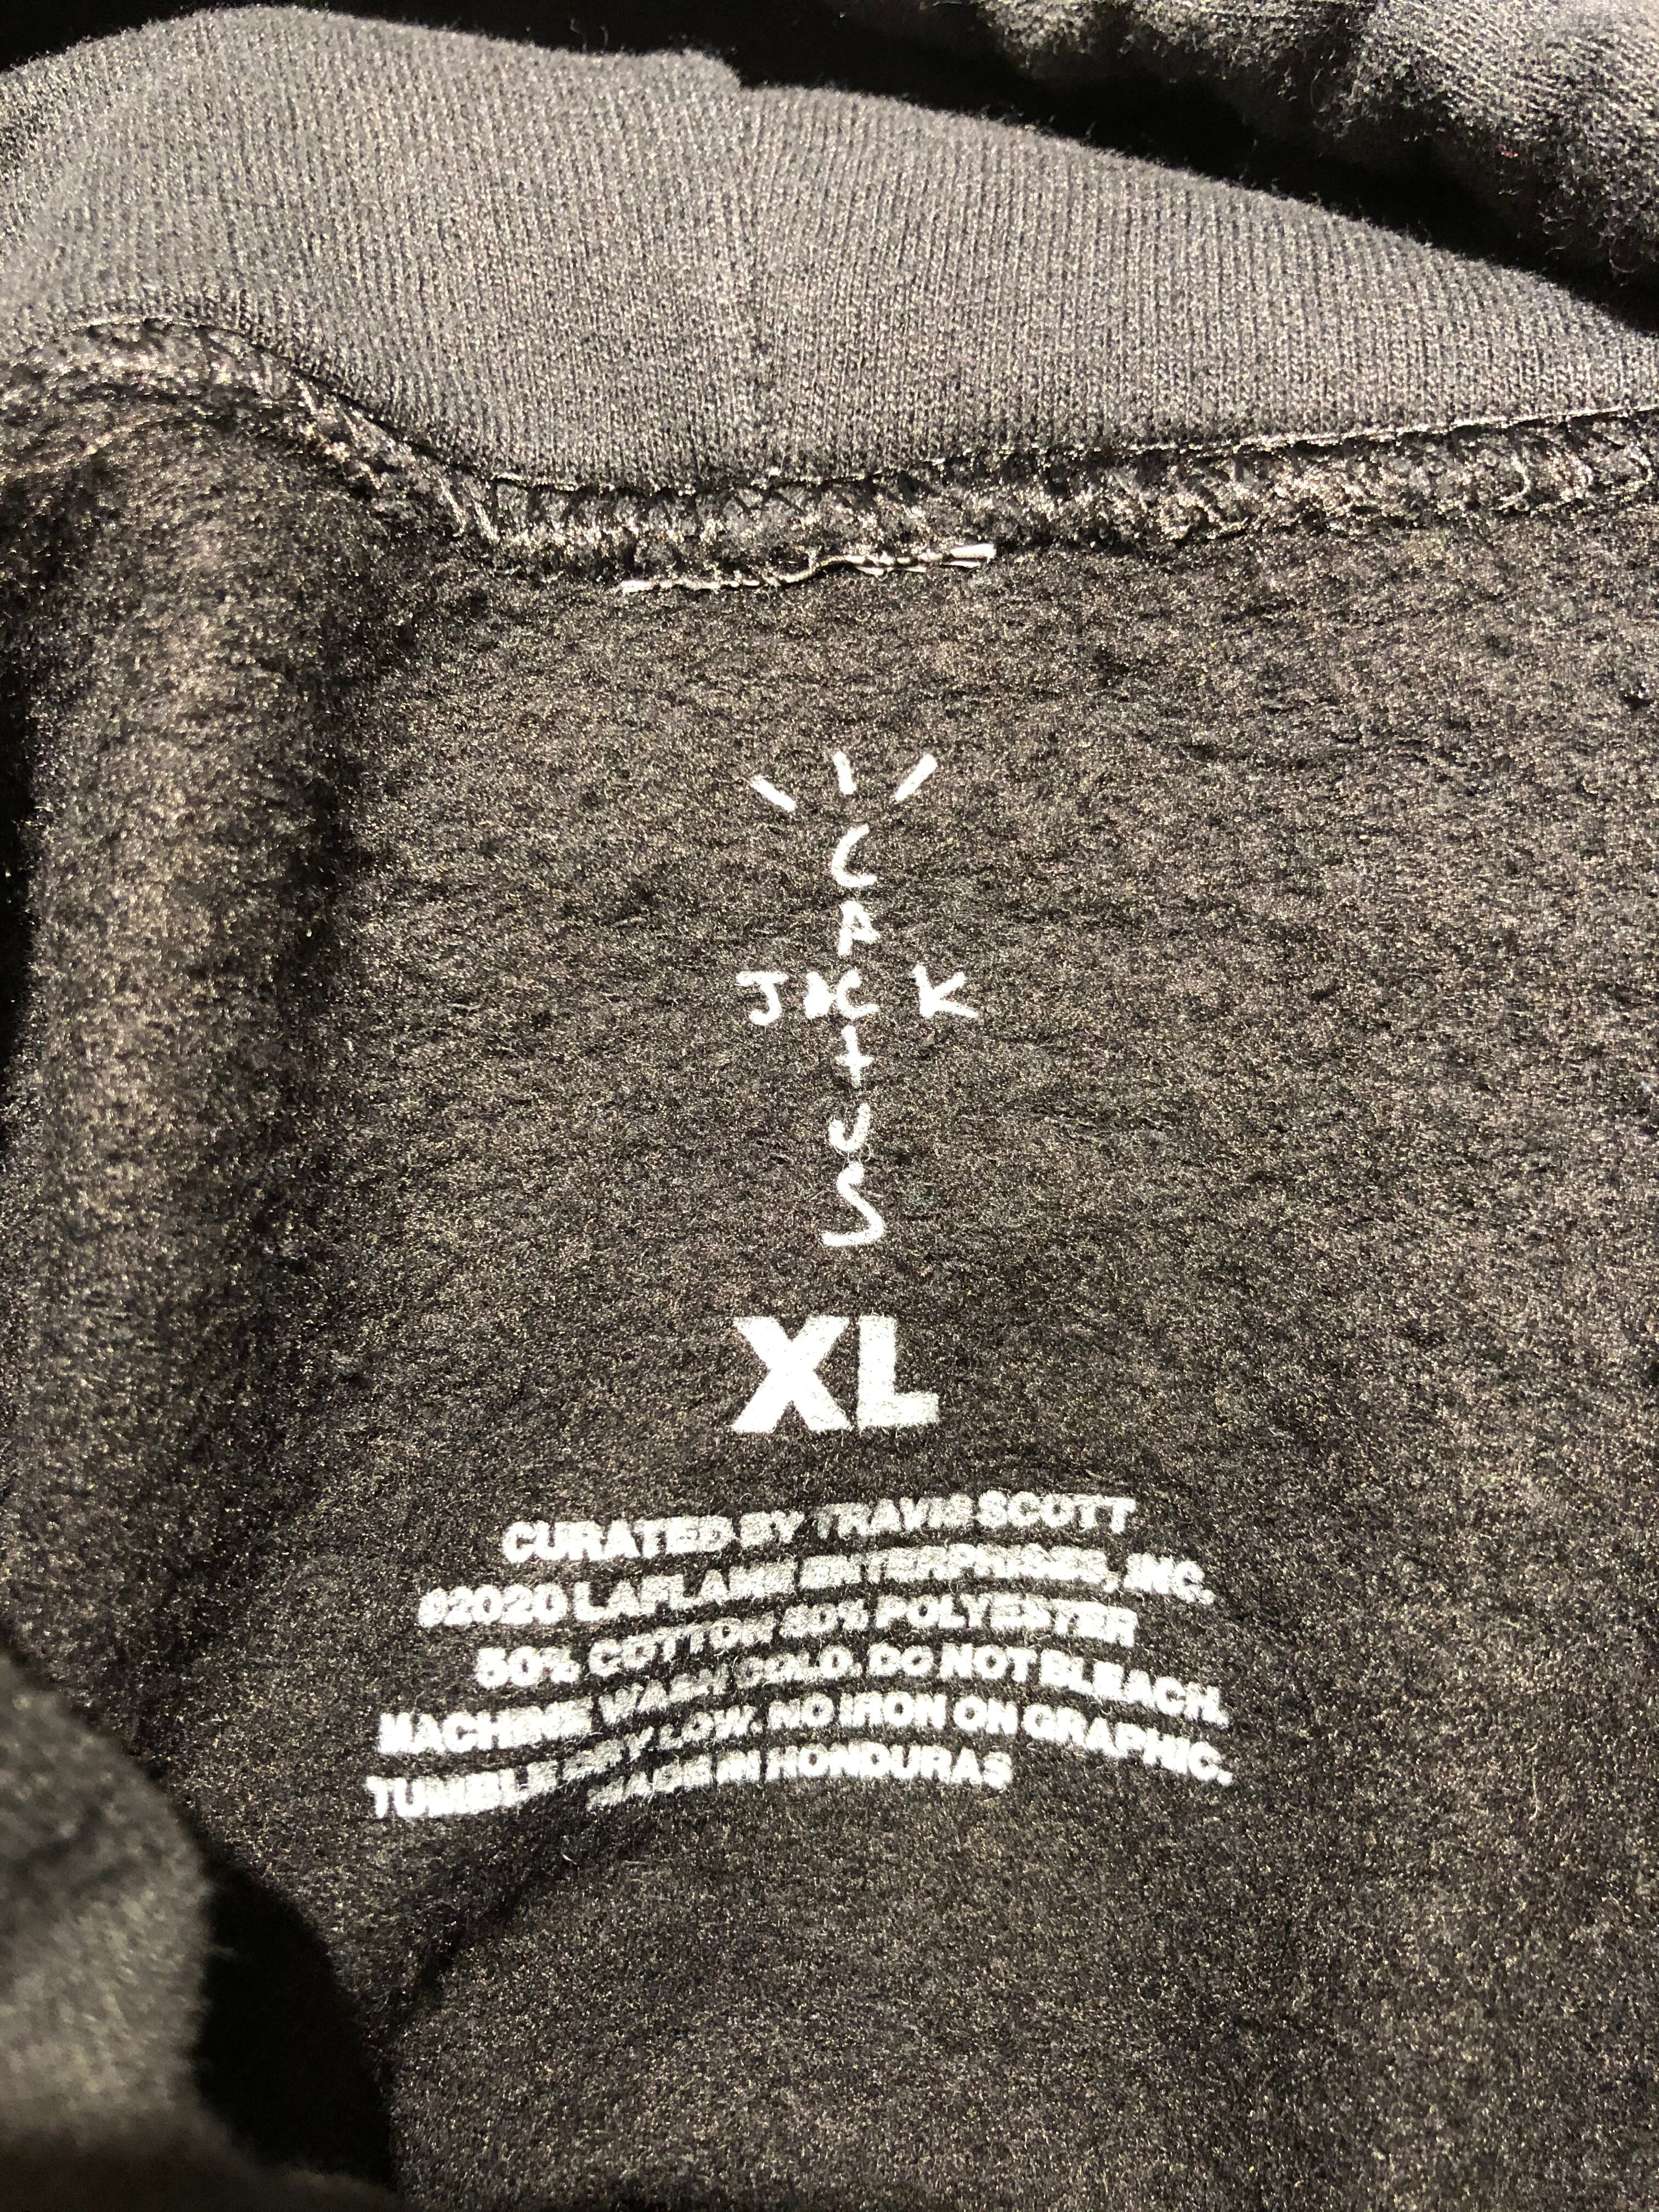 CACTUS
JACK
XL
CURATED BY TRAVIS SCOTT
©2020 LAFLAME ENTERPRISES, INC.
50% COTTON 50% POLYESTER
MACHINE WASH COLD. DO NOT BLEACH.
TUMBLE DRY LOW. NO IRON ON GRAPHIC.
MADE IN HONDURAS